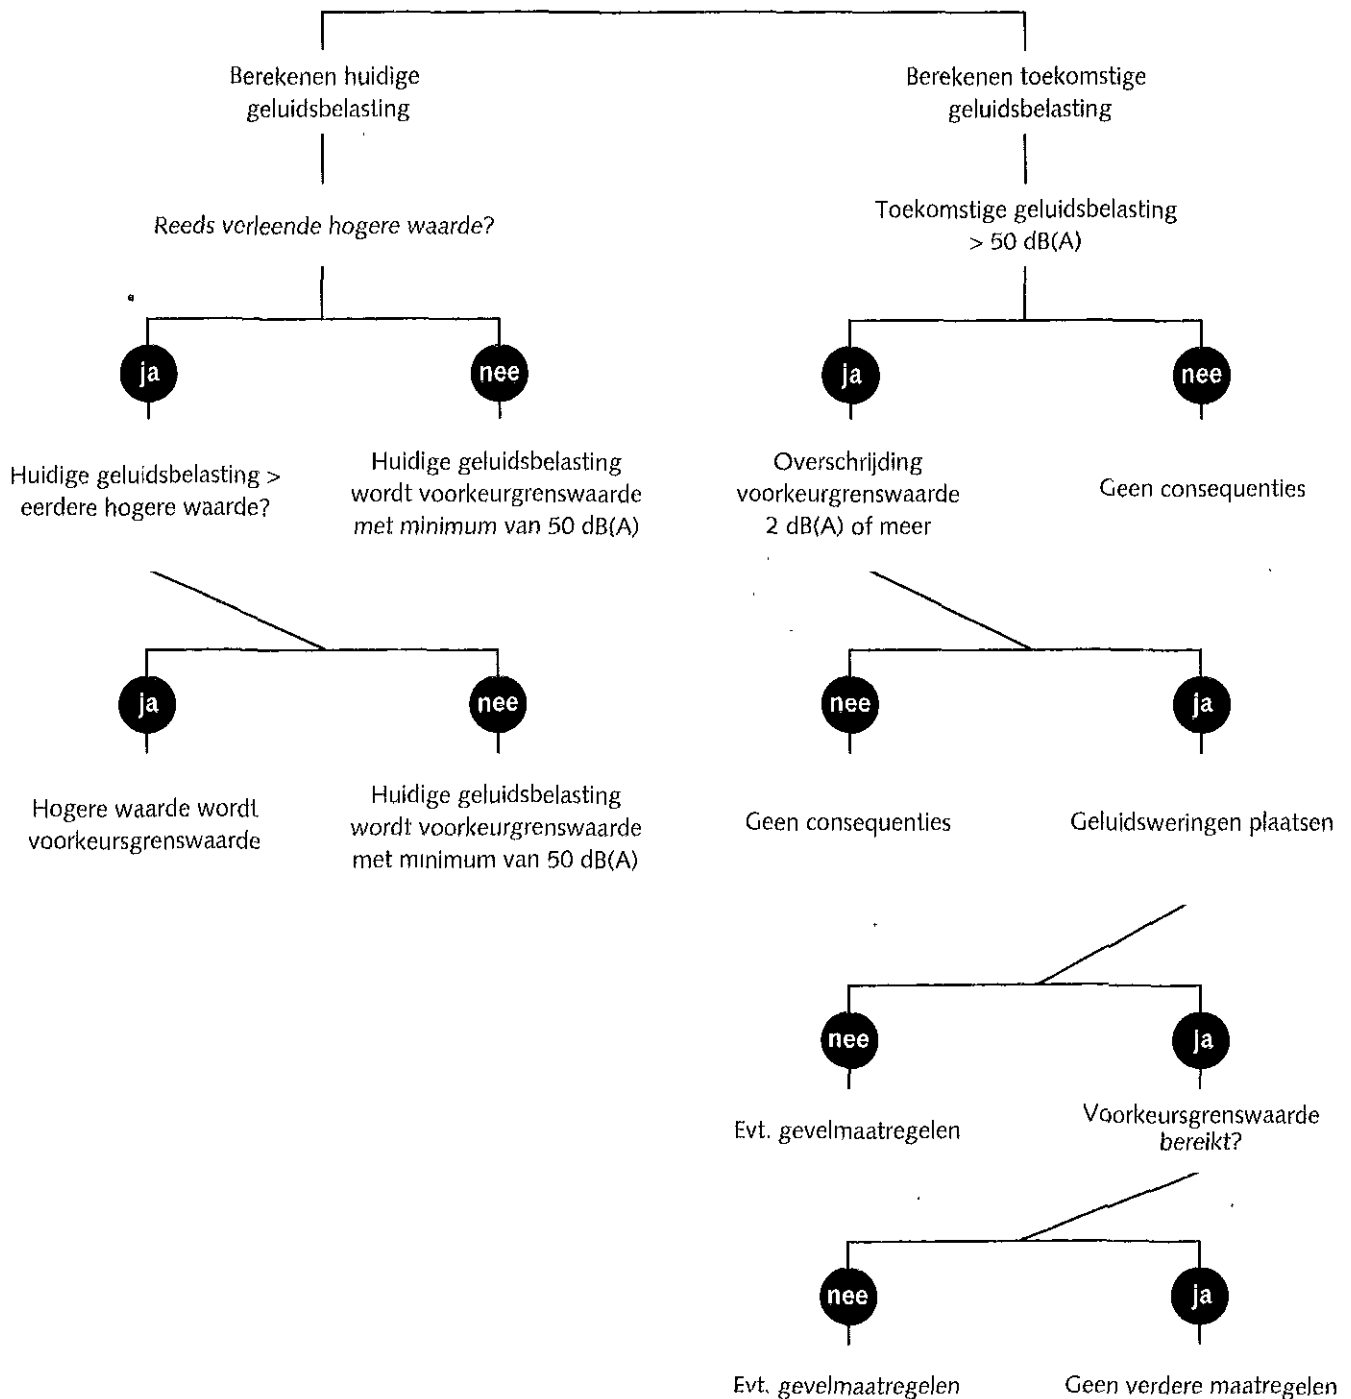 Berekenen huidige
geluidsbelasting
Berekenen toekomstige
geluidsbelasting
Reeds verleende hogere waarde?
Toekomstige geluidsbelasting
> 50 dB(A)
ja
nee
ja
nee
Huidige geluidsbelasting >
eerdere hogere waarde?
Huidige geluidsbelasting
wordt voorkeurgrenswaarde
met minimum van 50 dB(A)
Overschrijding
voorkeurgrenswaarde
2 dB(A) of meer
Geen consequenties
ja
nee
nee
ja
Hogere waarde wordt
voorkeursgrenswaarde
Huidige geluidsbelasting
wordt voorkeurgrenswaarde
met minimum van 50 dB(A)
Geen consequenties
Geluidsweringen plaatsen
nee
ja
Evt. gevelmaatregelen
Voorkeursgrenswaarde
bereikt?
nee
ja
Evt. gevelmaatregelen
Geen verdere maatregelen